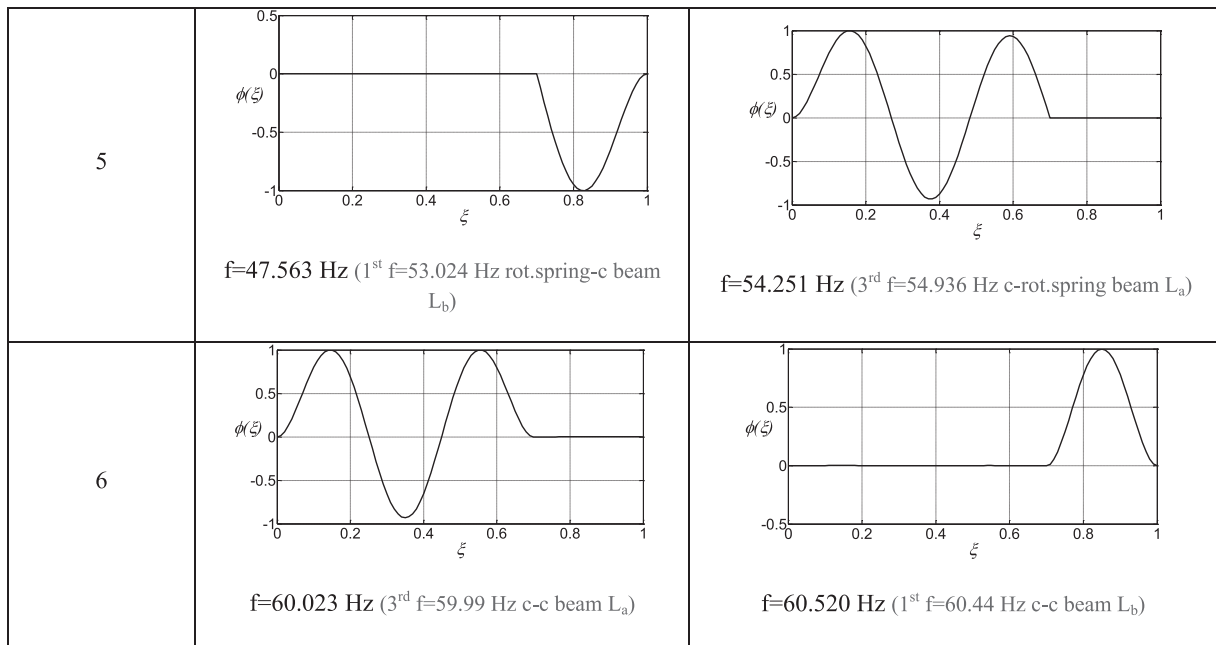 5
0.5
0
-0.5
-1
ϕ(ξ)
0 0.2 0.4 0.6 0.8 1
ξ
f=47.563 Hz (1st f=53.024 Hz rot.spring-c beam
Lb)
1
0.5
0
-0.5
-1
ϕ(ξ)
0 0.2 0.4 0.6 0.8 1
ξ
f=54.251 Hz (3rd f=54.936 Hz c-rot.spring beam La)
6
1
0.5
0
-0.5
-1
ϕ(ξ)
0 0.2 0.4 0.6 0.8 1
ξ
f=60.023 Hz (3rd f=59.99 Hz c-c beam La)
1
0.5
0
-0.5
ϕ(ξ)
0 0.2 0.4 0.6 0.8 1
ξ
f=60.520 Hz (1st f=60.44 Hz c-c beam Lb)